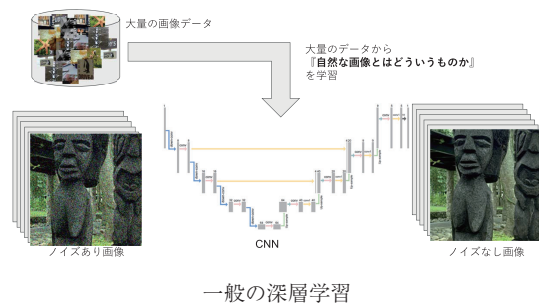 大量の画像データ
大量のデータから
『自然な画像とはどういうものか』
を学習
ノイズあり画像
CNN
ノイズなし画像
一般の深層学習